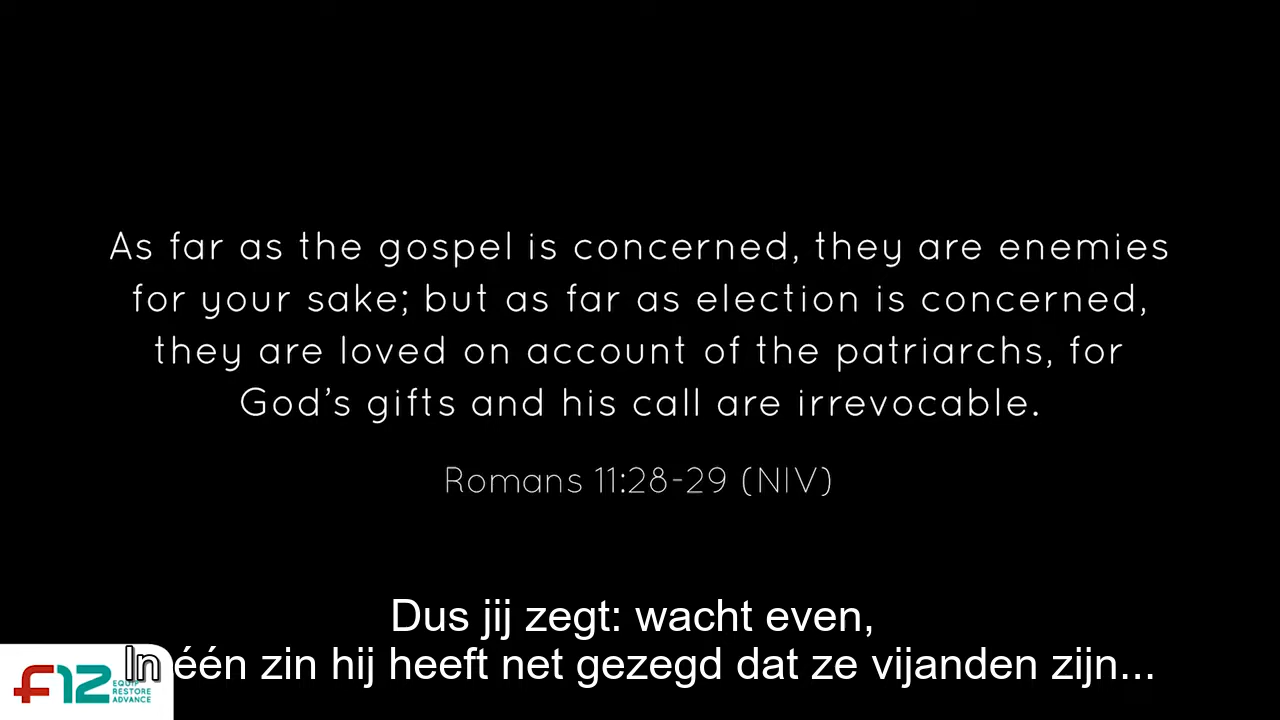 As far as the gospel is concerned, they are enemies
for your sake; but as far as election is concerned,
they are loved on account of the patriarchs, for
God’s gifts and his call are irrevocable.
Romans 11:28-29 (NIV)
Dus jij zegt: wacht even,
In één zin hij heeft net gezegd dat ze vijanden zijn...
F12
EQUIP
RESTORE
ADVANCE